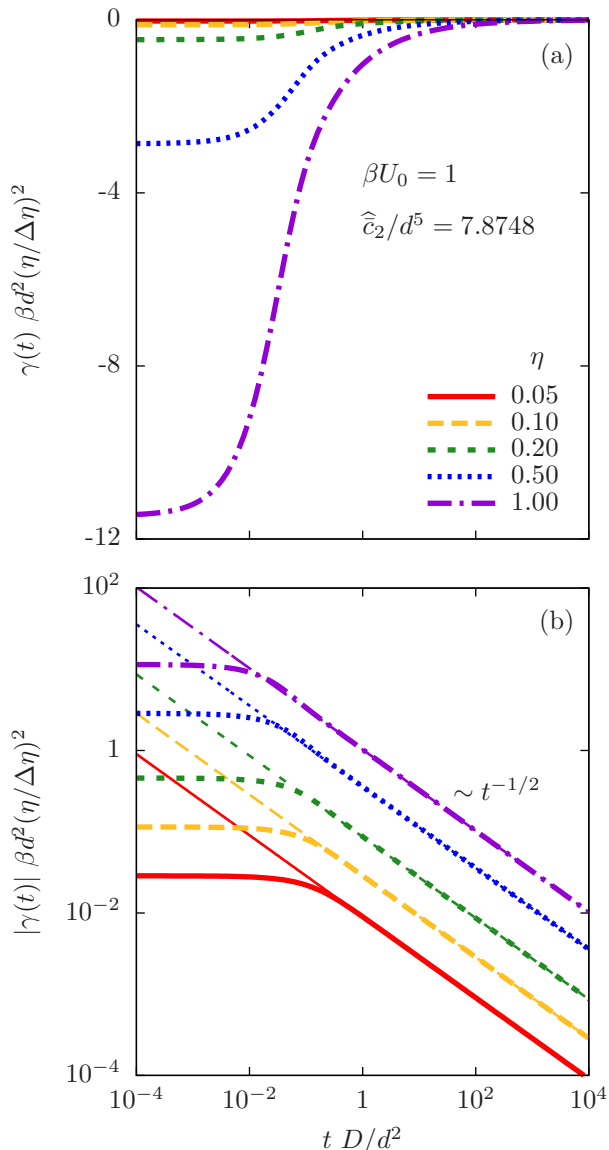 0
(a)
βU₀ = 1
-4
ĉ̄₂/d⁵ = 7.8748
γ(t) βd²(η/Δη)²
-8
η
0.05
0.10
0.20
0.50
1.00
-12
10²
(b)
1
∼ t⁻¹/²
|γ(t)| βd²(η/Δη)²
10⁻²
10⁻⁴
10⁻⁴ 10⁻² 1 10² 10⁴
t D/d²